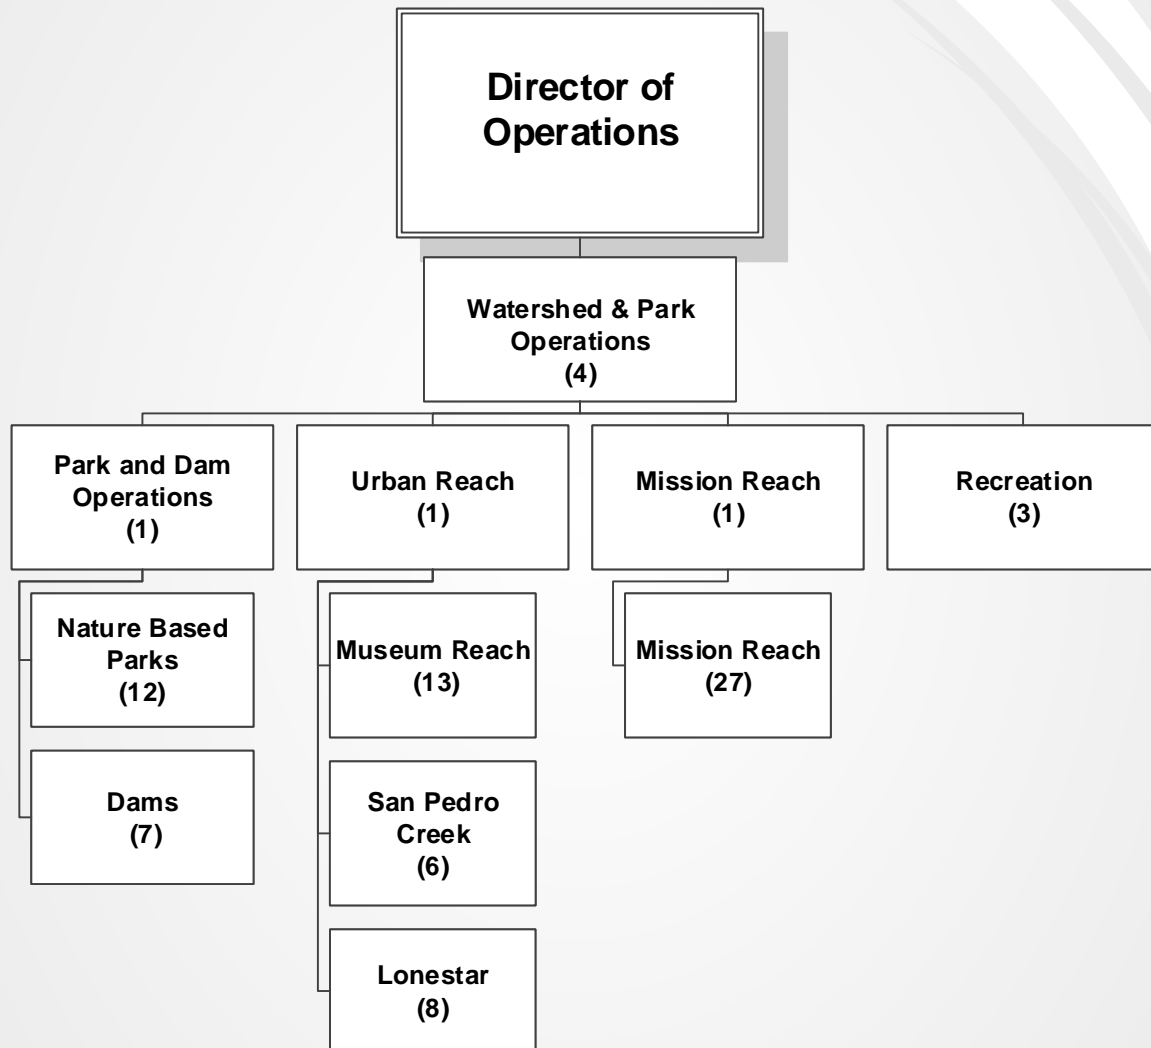 Director of
Operations
Watershed & Park
Operations
(4)
Park and Dam
Operations
(1)
Urban Reach
(1)
Mission Reach
(1)
Recreation
(3)
Nature Based
Parks
(12)
Dams
(7)
Museum Reach
(13)
San Pedro
Creek
(6)
Lonestar
(8)
Mission Reach
(27)